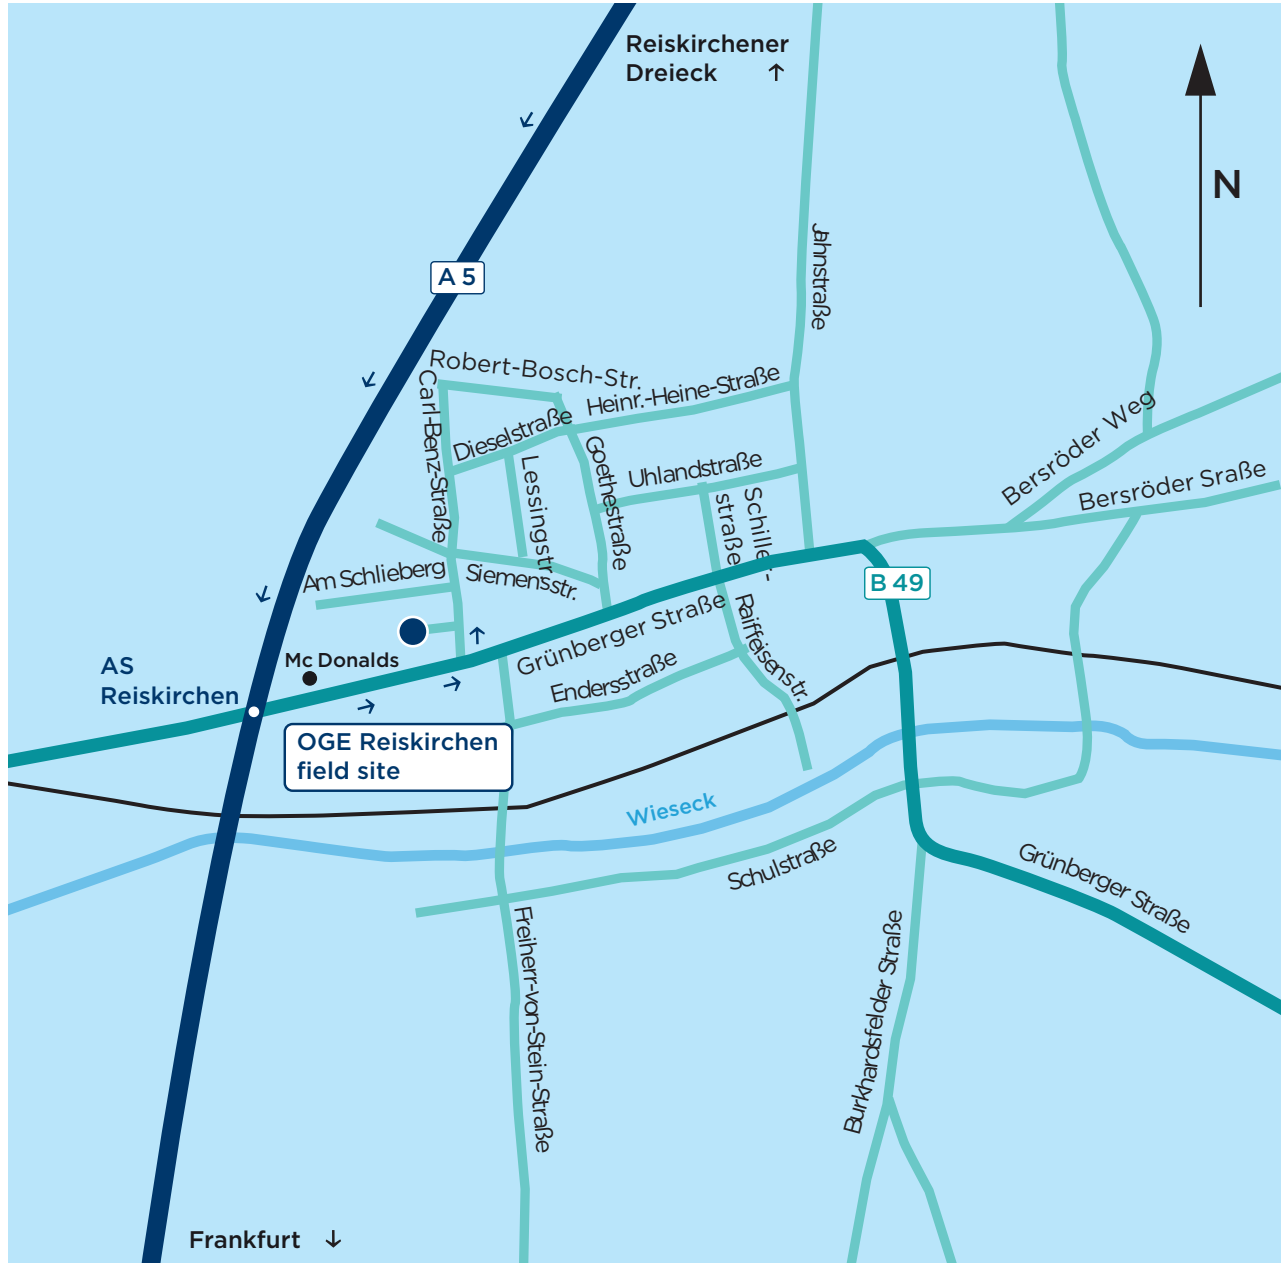 Reiskirchener
Dreieck ↑
N
Jahnstraße
A 5
Robert-Bosch-Str.
Heinr.-Heine-Straße
Carl-Benz-Straße
Dieselstraße
Goethestraße
Lessingstr.
Uhlandstraße
Schiller-
straße
Bersröder Weg
Bersröder Sraße
Am Schlieberg
Siemensstr.
B 49
Grünberger Straße
Raiffeisenstr.
Mc Donalds
AS
Reiskirchen
Endersstraße
OGE Reiskirchen
field site
Wieseck
Schulstraße
Grünberger Straße
Freiherr-von-Stein-Straße
Burkhardsfelder Straße
Frankfurt ↓